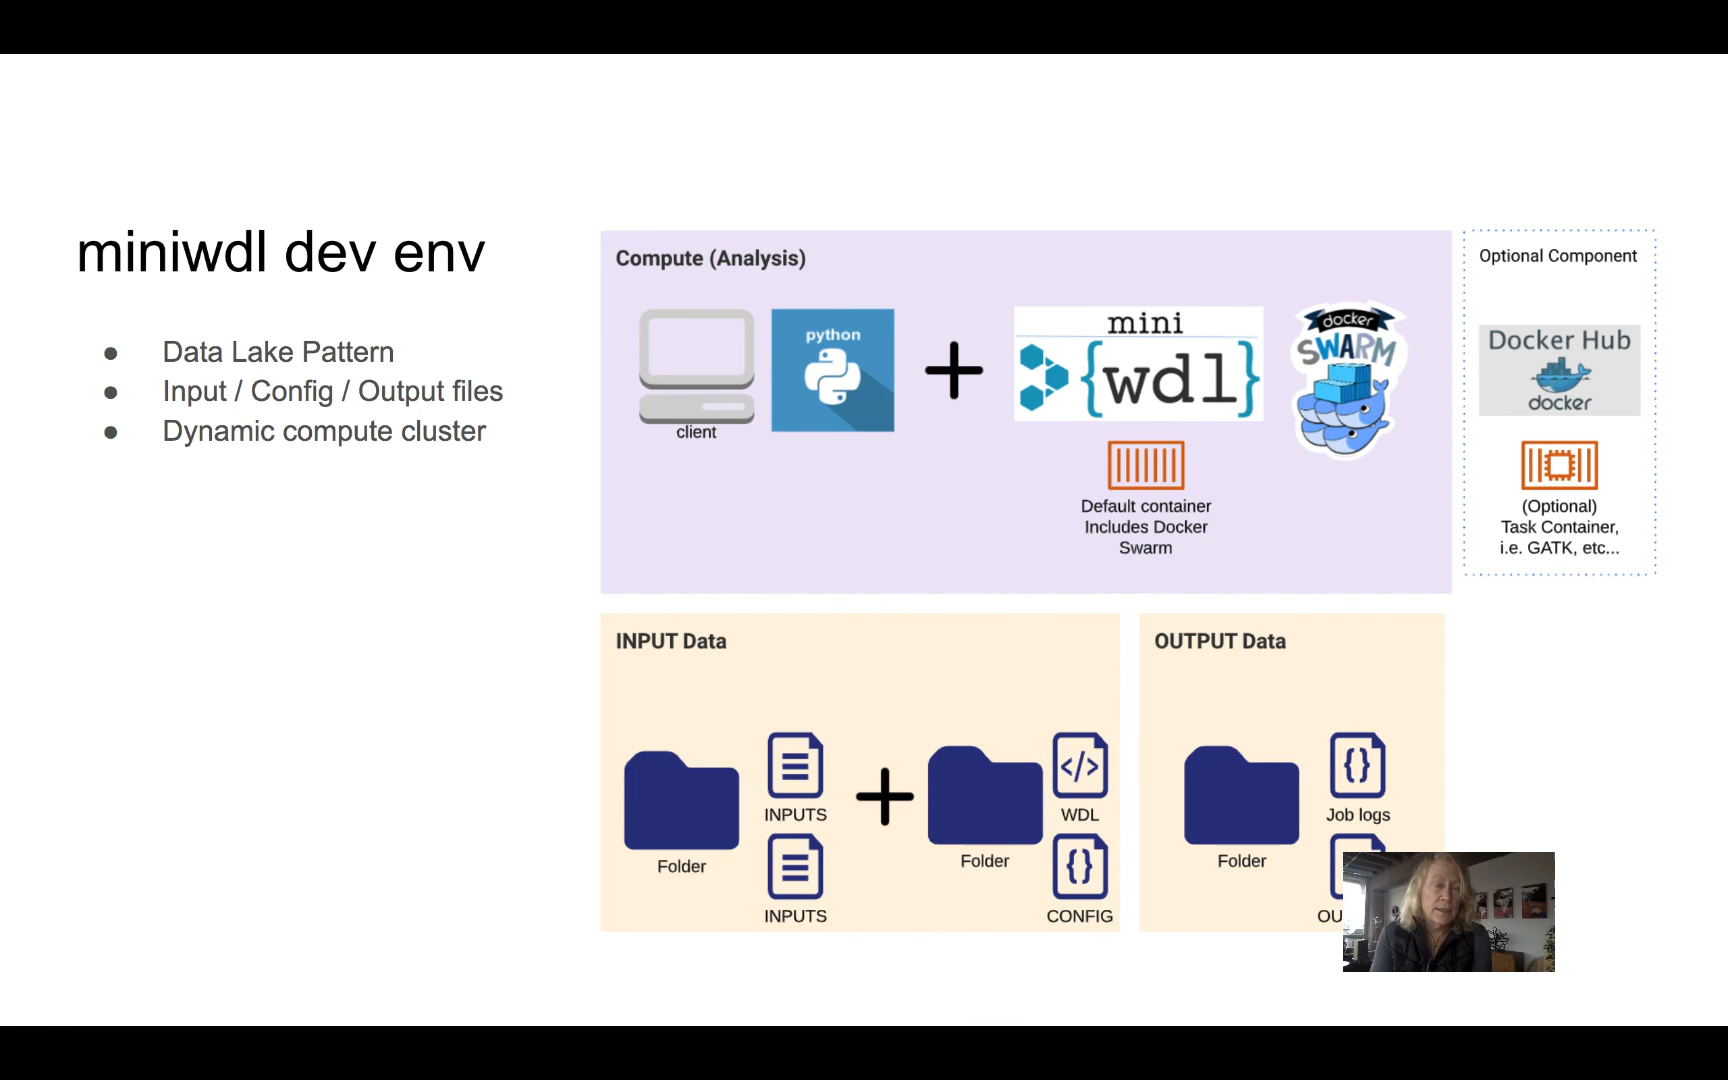 miniwdl dev env
● Data Lake Pattern
● Input / Config / Output files
● Dynamic compute cluster
Compute (Analysis)
client
python
+
mini
{wdl}
docker
SWARM
Default container
Includes Docker
Swarm
Optional Component
Docker Hub
docker
(Optional)
Task Container,
i.e. GATK, etc...
INPUT Data
Folder
INPUTS
INPUTS
+
Folder
</>
WDL
{}
CONFIG
OUTPUT Data
Folder
{}
Job logs